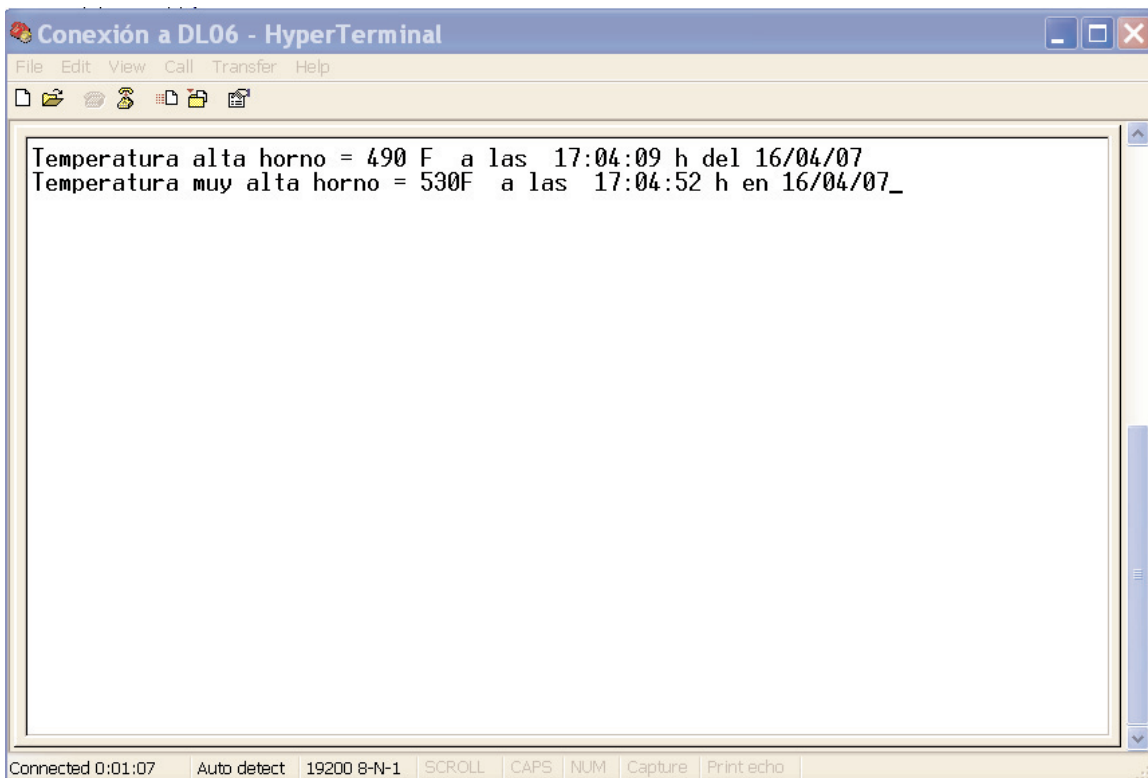 Conexión a DL06 - HyperTerminal
File Edit View Call Transfer Help
Temperatura alta horno = 490 F  a las  17:04:09 h del 16/04/07
Temperatura muy alta horno = 530F  a las  17:04:52 h en 16/04/07_
Connected 0:01:07 Auto detect 19200 8-N-1 SCROLL CAPS NUM Capture Print echo